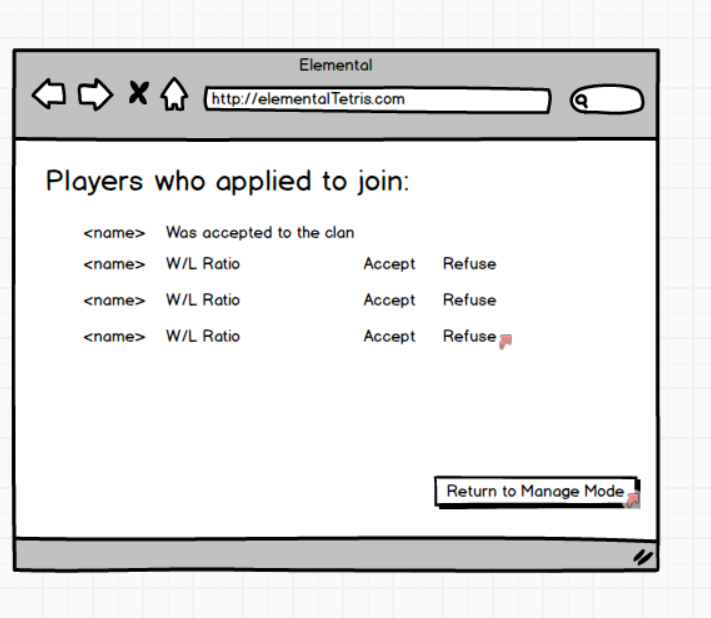 Elemental
http://elementalTetris.com
Players who applied to join:
<name> Was accepted to the clan
<name> W/L Ratio Accept Refuse
<name> W/L Ratio Accept Refuse
<name> W/L Ratio Accept Refuse
Return to Manage Mode